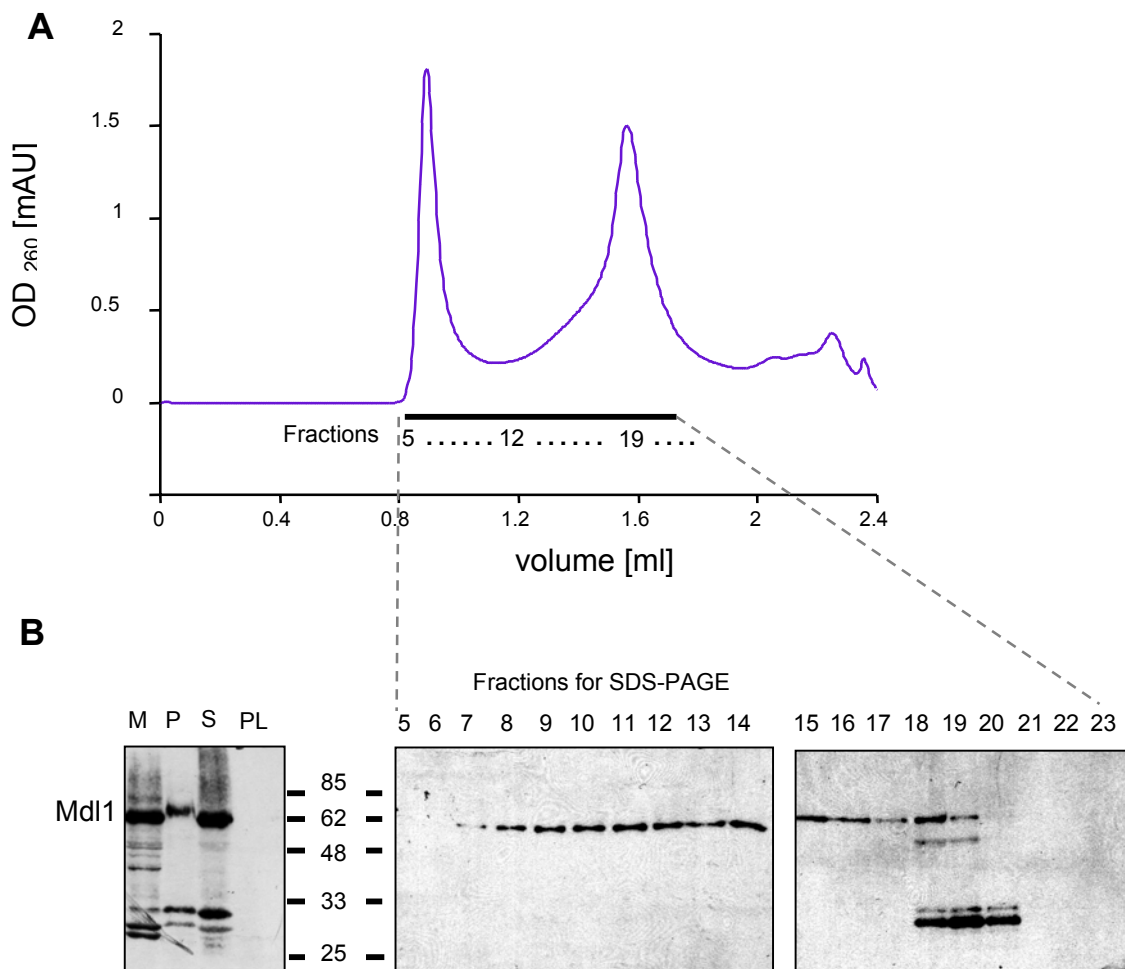 A
2
1.5
1
0.5
0
OD 260 [mAU]
Fractions 5 ...... 12 ...... 19 ....
0 0.4 0.8 1.2 1.6 2 2.4
volume [ml]
B
Fractions for SDS-PAGE
M P S PL 5 6 7 8 9 10 11 12 13 14 15 16 17 18 19 20 21 22 23
85
Mdl1 62
48
33
25